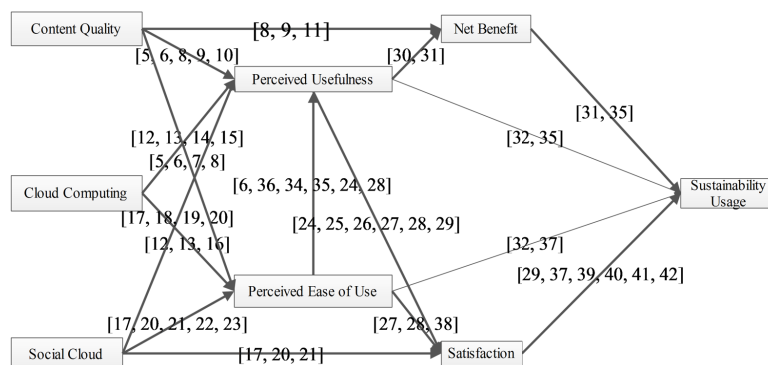 Content Quality
[8, 9, 11]
Net Benefit
[5, 6, 8, 9, 10]
[30, 31]
Perceived Usefulness
[31, 35]
[12, 13, 14, 15]
[32, 35]
[5, 6, 7, 8]
Cloud Computing
[6, 36, 34, 35, 24, 28]
Sustainability
Usage
[17, 18, 19, 20]
[24, 25, 26, 27, 28, 29]
[12, 13, 16]
[32, 37]
[29, 37, 39, 40, 41, 42]
Perceived Ease of Use
[17, 20, 21, 22, 23]
[27, 28, 38]
Social Cloud
[17, 20, 21]
Satisfaction